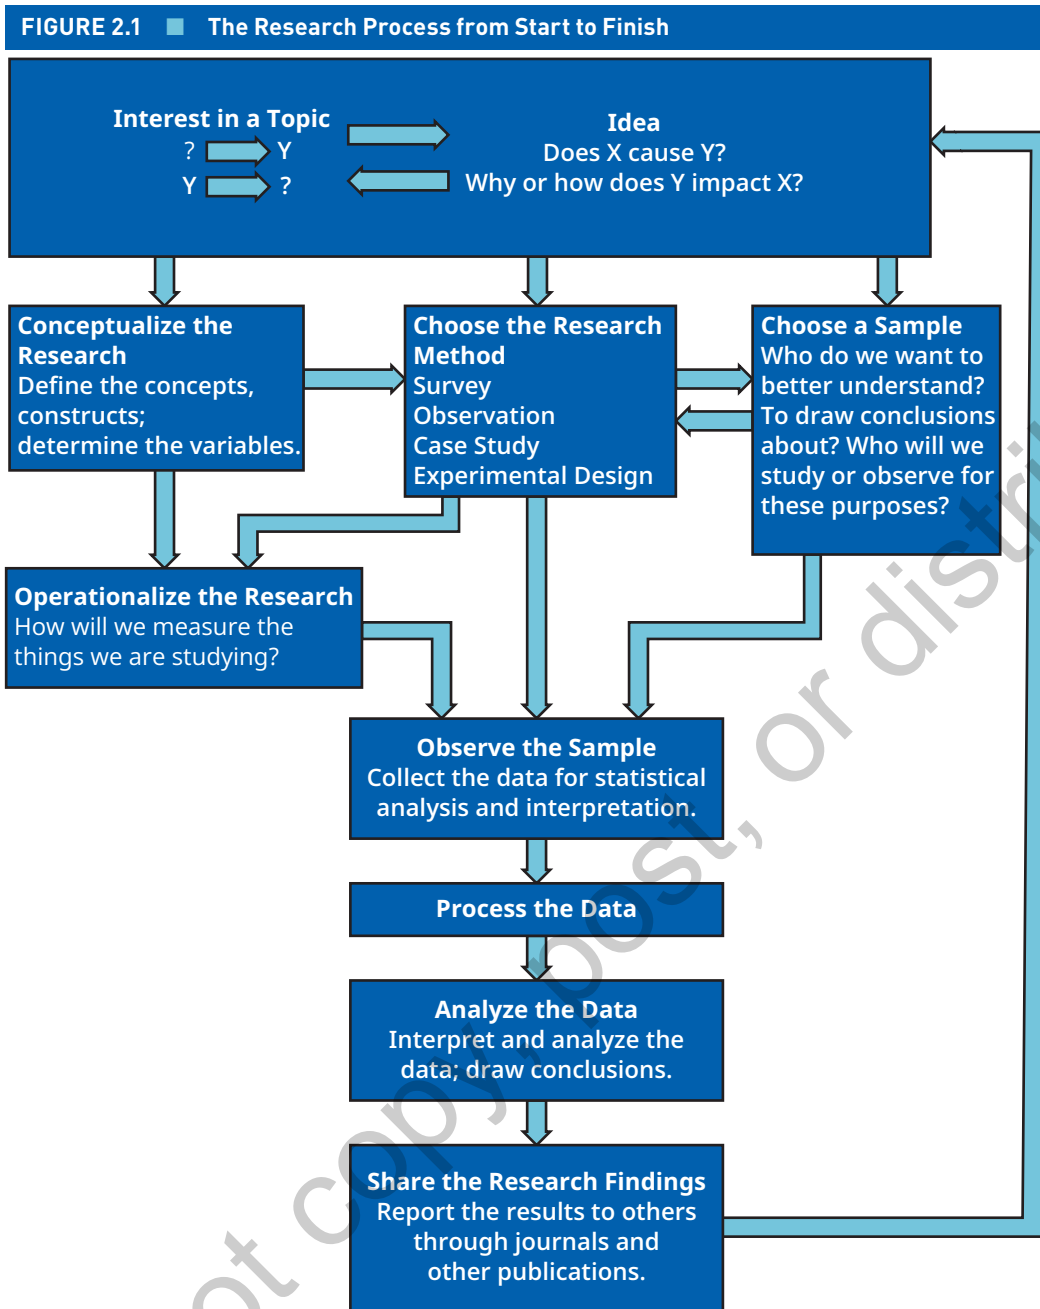 FIGURE 2.1 ■ The Research Process from Start to Finish
Interest in a Topic
? Y
Y ?
Idea
Does X cause Y?
Why or how does Y impact X?
Conceptualize the
Research
Define the concepts,
constructs;
determine the variables.
Choose the Research
Method
Survey
Observation
Case Study
Experimental Design
Choose a Sample
Who do we want to
better understand?
To draw conclusions
about? Who will we
study or observe for
these purposes?
Operationalize the Research
How will we measure the
things we are studying?
Observe the Sample
Collect the data for statistical
analysis and interpretation.
Process the Data
Analyze the Data
Interpret and analyze the
data; draw conclusions.
Share the Research Findings
Report the results to others
through journals and
other publications.
copy, post, or